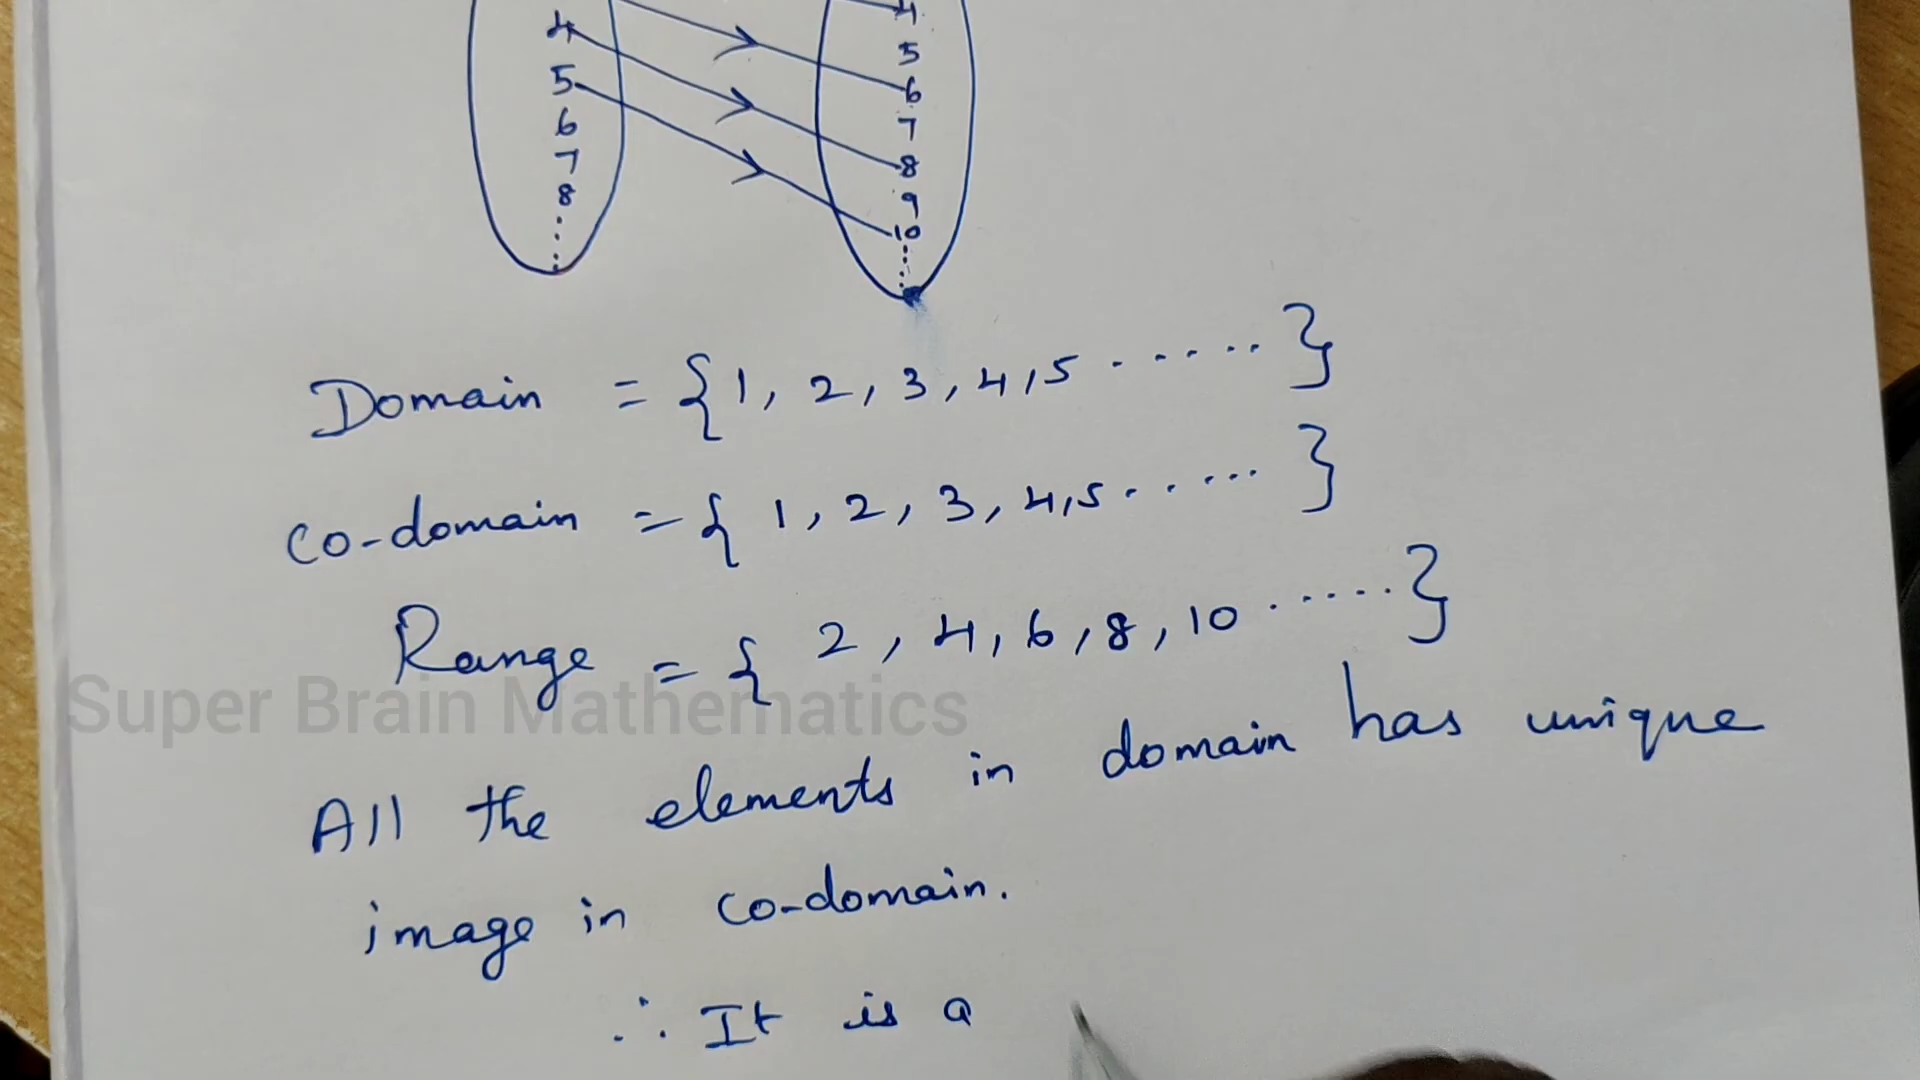 4 4
5
5 6
6 7
7 8
8 9
10
Domain = {1, 2, 3, 4, 5 ......}
co-domain = { 1, 2, 3, 4, 5 ...... }
Range = { 2, 4, 6, 8, 10 ......}
Super Brain Mathematics
All the elements in domain has unique
image in co-domain.
∴ It is a